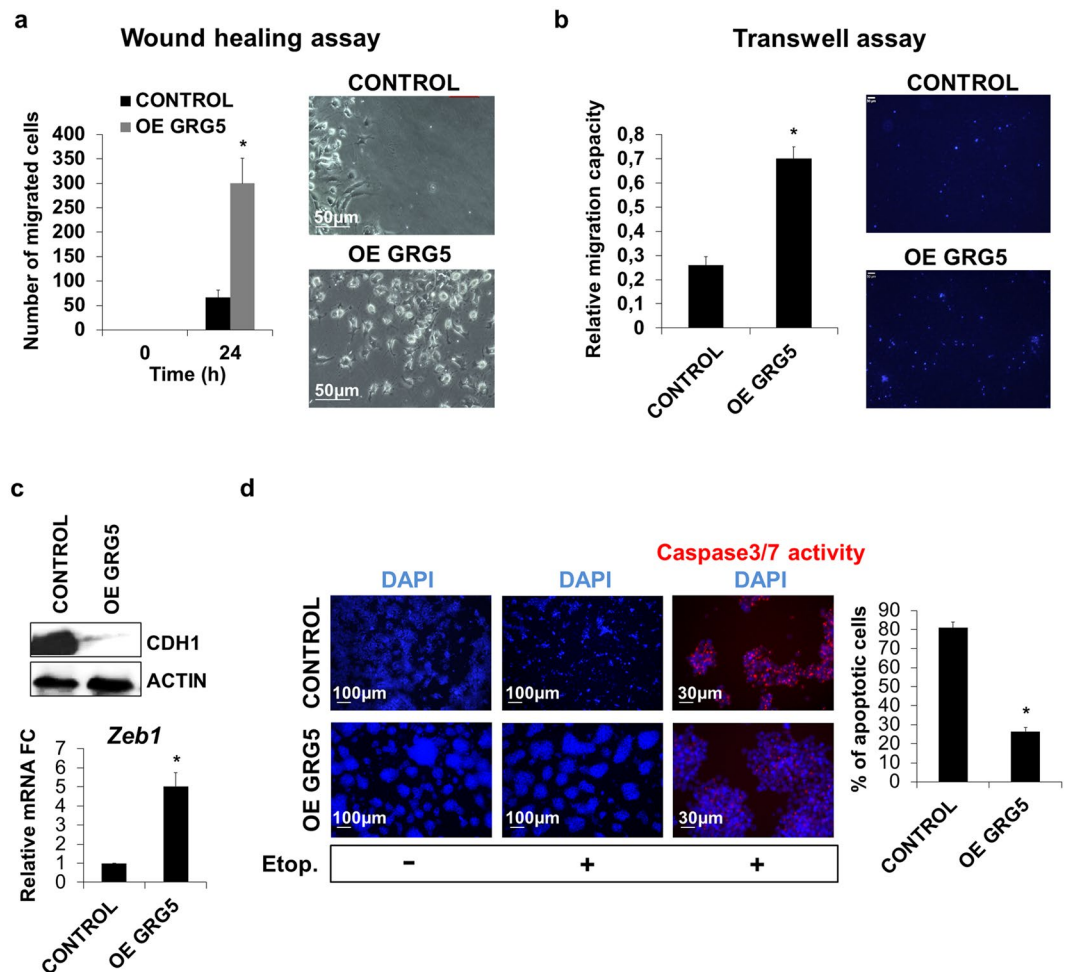 a
Wound healing assay
CONTROL
OE GRG5
Number of migrated cells
400
350
300
250
200
150
100
50
0
*
0
24
Time (h)
CONTROL
50µm
OE GRG5
50µm
b
Transwell assay
Relative migration capacity
0,8
0,7
0,6
0,5
0,4
0,3
0,2
0,1
0
*
CONTROL
OE GRG5
CONTROL
OE GRG5
c
CONTROL
OE GRG5
CDH1
ACTIN
Zeb1
Relative mRNA FC
7
6
5
4
3
2
1
0
*
CONTROL
OE GRG5
d
Caspase3/7 activity
DAPI
DAPI
DAPI
CONTROL
100µm
100µm
30µm
OE GRG5
100µm
100µm
30µm
Etop.
-
+
+
% of apoptotic cells
90
80
70
60
50
40
30
20
10
0
*
CONTROL
OE GRG5